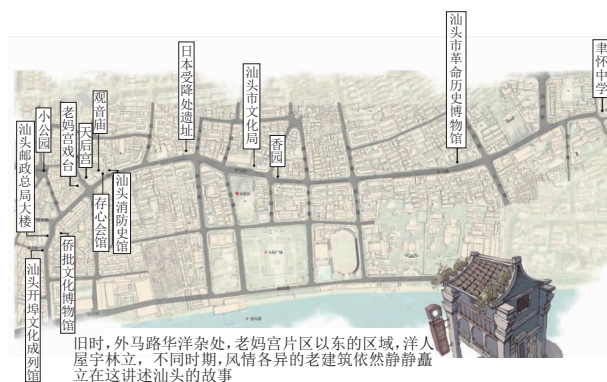 汕头邮政总局大楼
小公园
老妈宫戏台
天后宫
观音庙
日本受降处遗址
汕头市文化局
香园
汕头市革命历史博物馆
聿怀中学
汕头消防史馆
存心会馆
侨批文化博物馆
汕头开埠文化成列馆
旧时，外马路华洋杂处，老妈宫片区以东的区域，洋人
屋宇林立，不同时期，风情各异的老建筑依然静静矗
立在这讲述汕头的故事